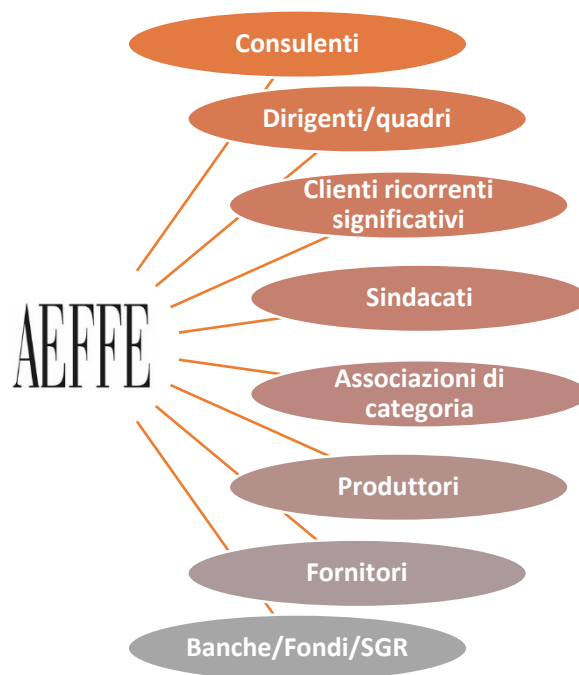 Consulenti
Dirigenti/quadri
Clienti ricorrenti
significativi
Sindacati
AEFFE
Associazioni di
categoria
Produttori
Fornitori
Banche/Fondi/SGR